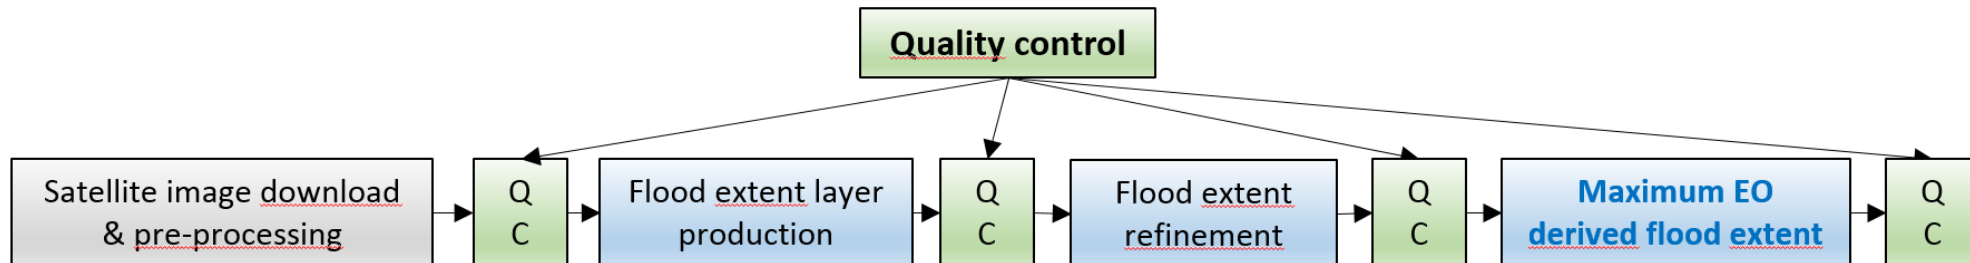 Quality control
Satellite image download
& pre-processing
Q
C
Flood extent layer
production
Q
C
Flood extent
refinement
Q
C
Maximum EO
derived flood extent
Q
C